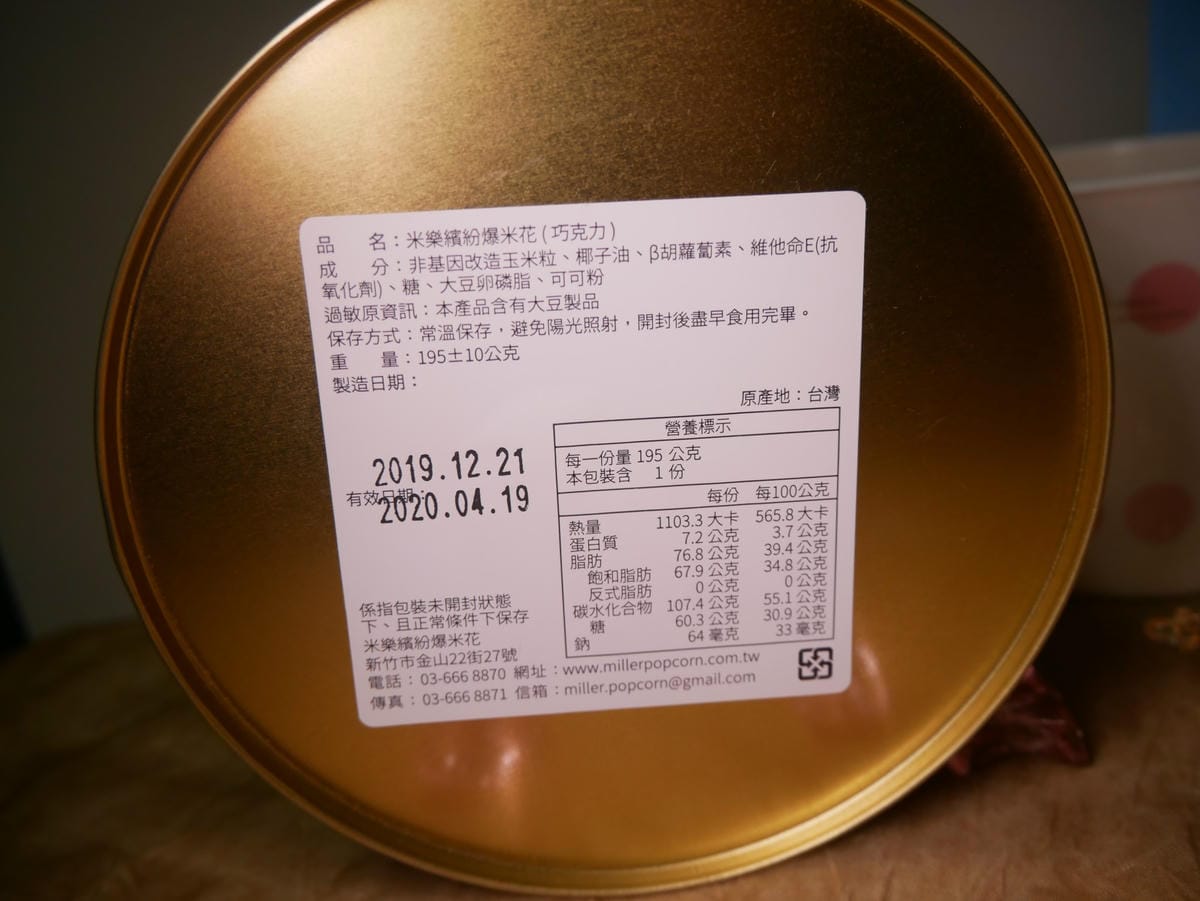 品　　名：米樂繽紛爆米花(巧克力)
成　　分：非基因改造玉米粒、椰子油、β胡蘿蔔素、維他命E(抗
氧化劑)、糖、大豆卵磷脂、可可粉
過敏原資訊：本產品含有大豆製品
保存方式：常溫保存，避免陽光照射，開封後盡早食用完畢。
重　　量：195±10公克
製造日期：
原產地：台灣
2019.12.21
有效日期：
2020.04.19
營養標示
每一份量 195 公克
本包裝含　1 份
每份　每100公克
熱量　1103.3 大卡　565.8 大卡
蛋白質　7.2 公克　3.7 公克
脂肪　76.8 公克　39.4 公克
飽和脂肪　67.9 公克　34.8 公克
反式脂肪　0 公克　0 公克
碳水化合物　107.4 公克　55.1 公克
糖　60.3 公克　30.9 公克
鈉　64 毫克　33 毫克
係指包裝未開封狀態
下、且正常條件下保存
米樂繽紛爆米花
新竹市金山22街27號
電話：03-666 8870 網址：www.millerpopcorn.com.tw
傳真：03-666 8871 信箱：miller.popcorn@gmail.com